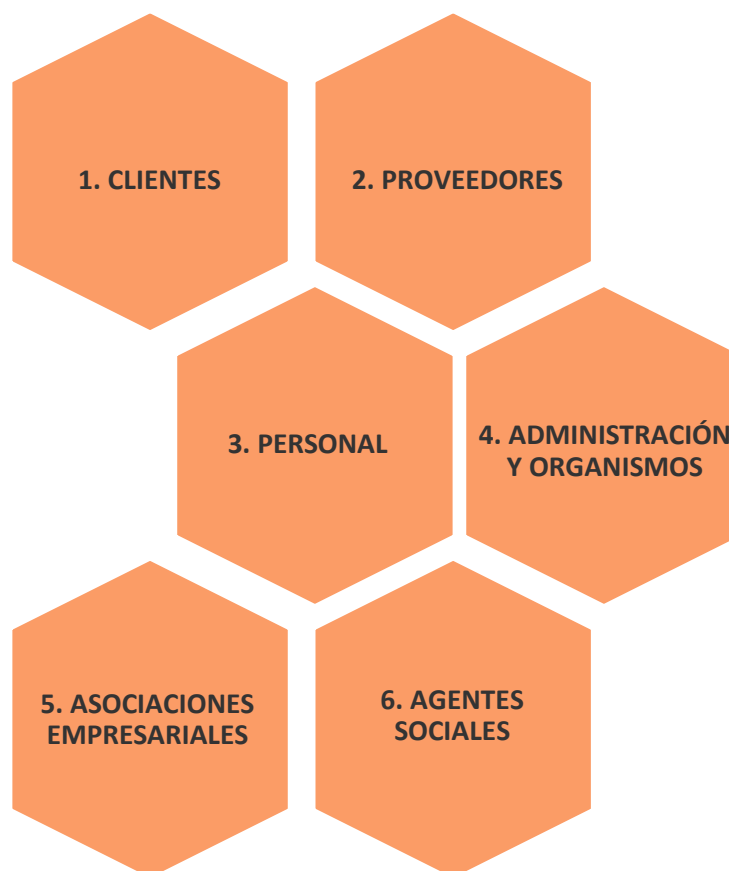 1. CLIENTES
2. PROVEEDORES
3. PERSONAL
4. ADMINISTRACIÓN
Y ORGANISMOS
5. ASOCIACIONES
EMPRESARIALES
6. AGENTES
SOCIALES